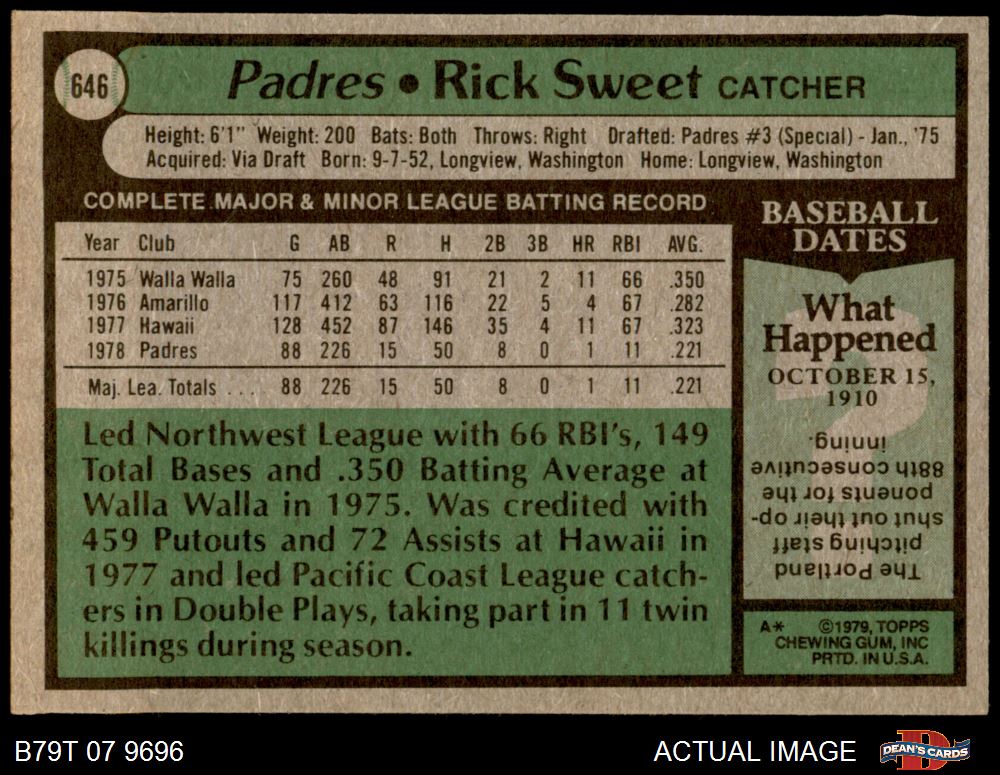 646
Padres • Rick Sweet CATCHER
Height: 6'1" Weight: 200 Bats: Both Throws: Right Drafted: Padres #3 (Special) - Jan., '75
Acquired: Via Draft Born: 9-7-52, Longview, Washington Home: Longview, Washington
COMPLETE MAJOR & MINOR LEAGUE BATTING RECORD
Year Club G AB R H 2B 3B HR RBI AVG.
1975 Walla Walla 75 260 48 91 21 2 11 66 .350
1976 Amarillo 117 412 63 116 22 5 4 67 .282
1977 Hawaii 128 452 87 146 35 4 11 67 .323
1978 Padres 88 226 15 50 8 0 1 11 .221
Maj. Lea. Totals . . . 88 226 15 50 8 0 1 11 .221
Led Northwest League with 66 RBI's, 149
Total Bases and .350 Batting Average at
Walla Walla in 1975. Was credited with
459 Putouts and 72 Assists at Hawaii in
1977 and led Pacific Coast League catch-
ers in Double Plays, taking part in 11 twin
killings during season.
BASEBALL
DATES
What
Happened
OCTOBER 15,
1910
The Portland
pitching staff
shut out their op-
ponents for the
88th consecutive
inning.
A* ©1979, TOPPS
CHEWING GUM, INC
PRTD. IN U.S.A.
B79T 07 9696
ACTUAL IMAGE
DEAN'S CARDS